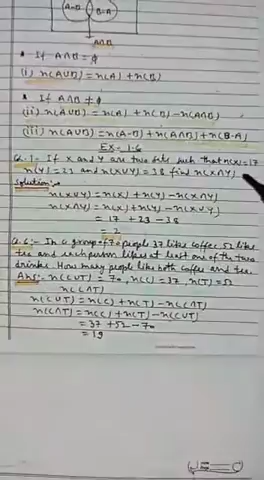 A-B
B-A
A∩B
• If A∩B = ϕ
(i) n(A∪B) = n(A) + n(B)
• If A∩B ≠ ϕ
(ii) n(A∪B) = n(A) + n(B) - n(A∩B)
(iii) n(A∪B) = n(A-B) + n(A∩B) + n(B-A)
EX - 1.6
Q.1:- If X and Y are two sets such that n(X)=17
n(Y) = 23 and n(X∪Y) = 38 find n(X∩Y)
Solution:-
n(X∪Y) = n(X) + n(Y) - n(X∩Y)
n(X∩Y) = n(X) + n(Y) - n(X∪Y)
= 17 + 23 - 38
= 2
Q.6:- In a group of 70 people 37 like coffee 52 like
tea and each person likes at least one of the two
drinks. How many people like both coffee and tea.
Ans:- n(C∪T) = 70, n(C) = 37, n(T) = 52
n(C∩T)
n(C∪T) = n(C) + n(T) - n(C∩T)
n(C∩T) = n(C) + n(T) - n(C∪T)
= 37 + 52 - 70
= 19